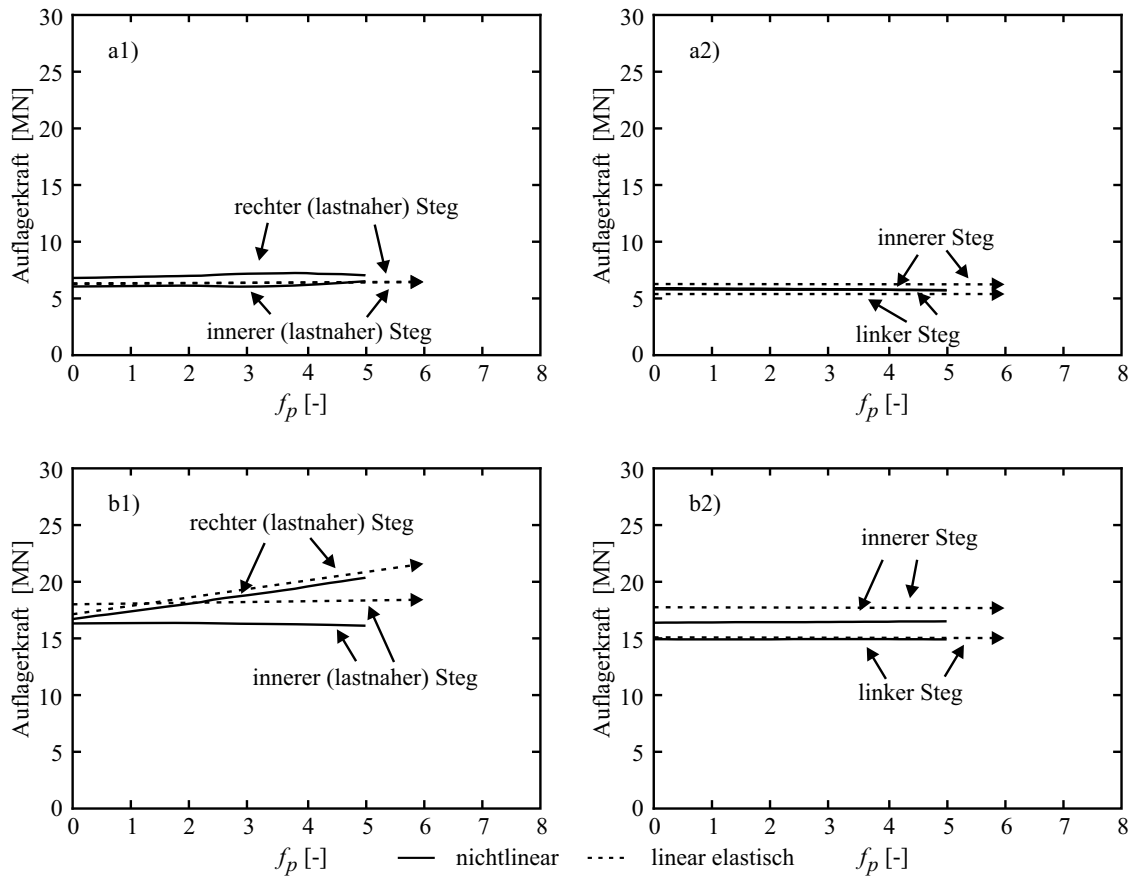 a1)
Auflagerkraft [MN]
30
25
20
15
10
5
0
rechter (lastnaher) Steg
innerer (lastnaher) Steg
0 1 2 3 4 5 6 7 8
f_p [-]
a2)
Auflagerkraft [MN]
30
25
20
15
10
5
0
innerer Steg
linker Steg
0 1 2 3 4 5 6 7 8
f_p [-]
b1)
Auflagerkraft [MN]
30
25
20
15
10
5
0
rechter (lastnaher) Steg
innerer (lastnaher) Steg
0 1 2 3 4 5 6 7 8
f_p [-]
b2)
Auflagerkraft [MN]
30
25
20
15
10
5
0
innerer Steg
linker Steg
0 1 2 3 4 5 6 7 8
f_p [-]
nichtlinear
linear elastisch